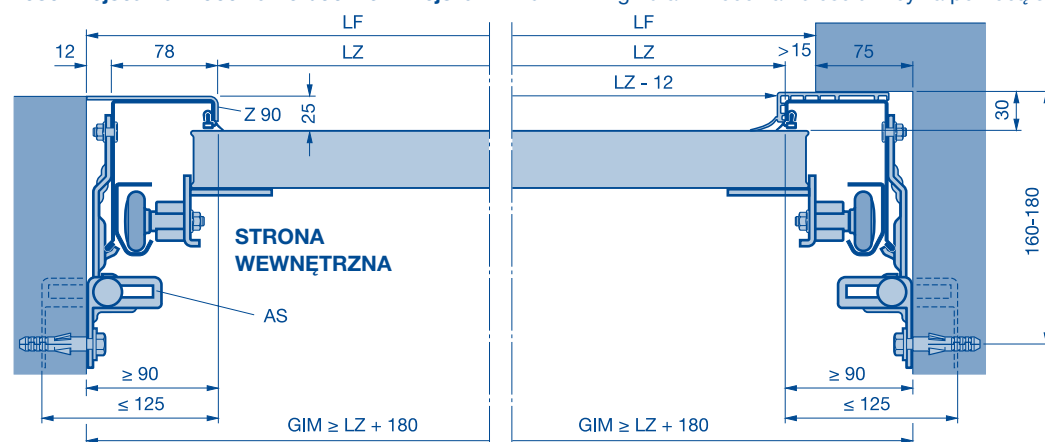 LF LF
12 78 LZ LZ >15 75
LZ - 12
Z 90 25 30
STRONA
WEWNĘTRZNA
160-180
AS
≥ 90 ≥ 90
≤ 125 ≤ 125
GIM ≥ LZ + 180 GIM ≥ LZ + 180